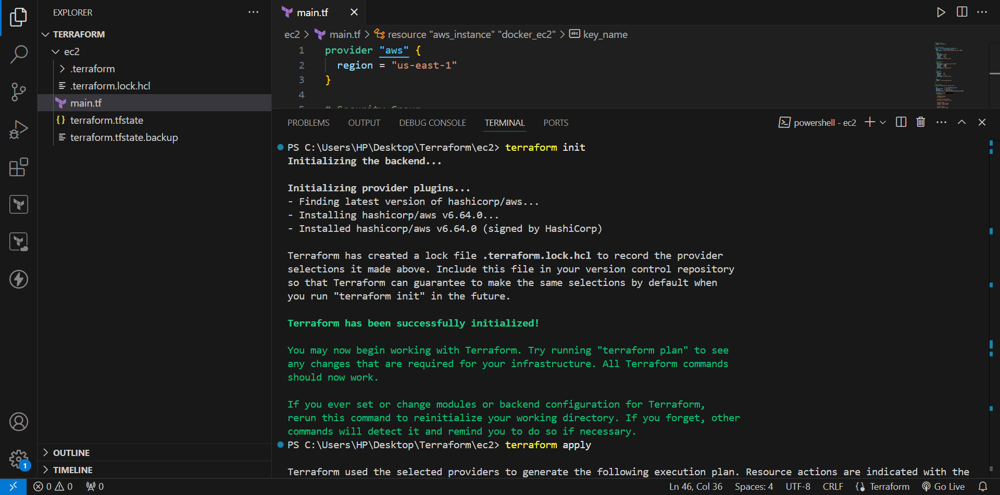 EXPLORER
TERRAFORM
ec2
.terraform
.terraform.lock.hcl
main.tf
terraform.tfstate
terraform.tfstate.backup
OUTLINE
TIMELINE
main.tf
ec2 > main.tf > resource "aws_instance" "docker_ec2" > key_name
1 provider "aws" {
2 region = "us-east-1"
3 }
4
PROBLEMS OUTPUT DEBUG CONSOLE TERMINAL PORTS
powershell - ec2
PS C:\Users\HP\Desktop\Terraform\ec2> terraform init
Initializing the backend...
Initializing provider plugins...
- Finding latest version of hashicorp/aws...
- Installing hashicorp/aws v6.64.0...
- Installed hashicorp/aws v6.64.0 (signed by HashiCorp)
Terraform has created a lock file .terraform.lock.hcl to record the provider
selections it made above. Include this file in your version control repository
so that Terraform can guarantee to make the same selections by default when
you run "terraform init" in the future.
Terraform has been successfully initialized!
You may now begin working with Terraform. Try running "terraform plan" to see
any changes that are required for your infrastructure. All Terraform commands
should now work.
If you ever set or change modules or backend configuration for Terraform,
rerun this command to reinitialize your working directory. If you forget, other
commands will detect it and remind you to do so if necessary.
PS C:\Users\HP\Desktop\Terraform\ec2> terraform apply
Terraform used the selected providers to generate the following execution plan. Resource actions are indicated with the
1
0 0 0
Ln 46, Col 36 Spaces: 4 UTF-8 CRLF Terraform Go Live